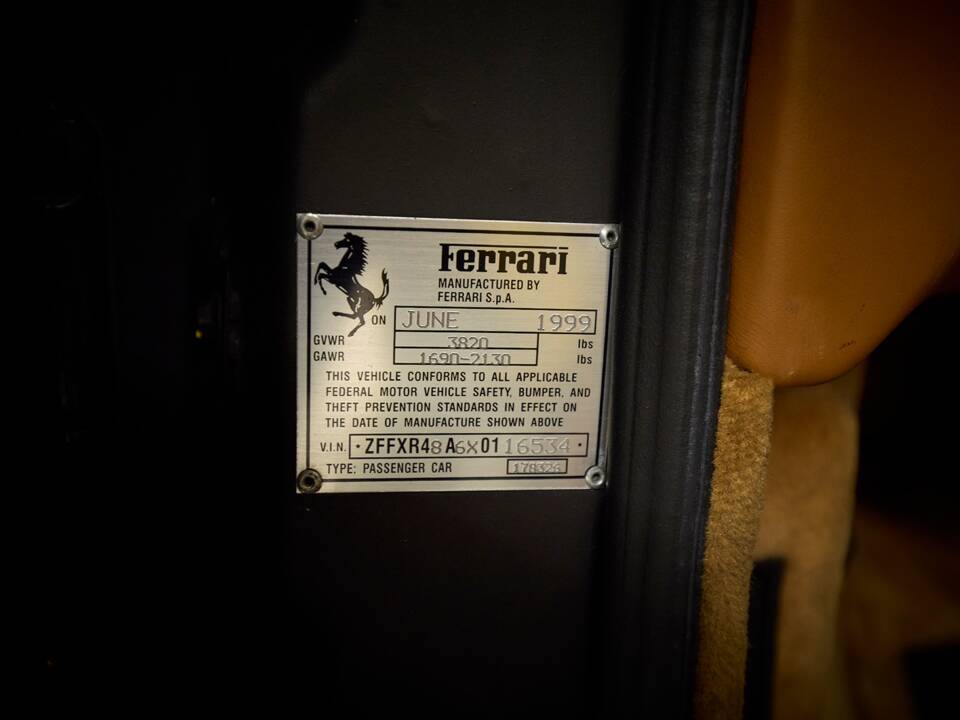 Ferrari
MANUFACTURED BY
FERRARI S.p.A.
ON JUNE 1999
GVWR 3820 lbs
GAWR 1690-2130 lbs
THIS VEHICLE CONFORMS TO ALL APPLICABLE
FEDERAL MOTOR VEHICLE SAFETY, BUMPER, AND
THEFT PREVENTION STANDARDS IN EFFECT ON
THE DATE OF MANUFACTURE SHOWN ABOVE
V.I.N. ·ZFFXR48A6X0116534·
TYPE: PASSENGER CAR 178326